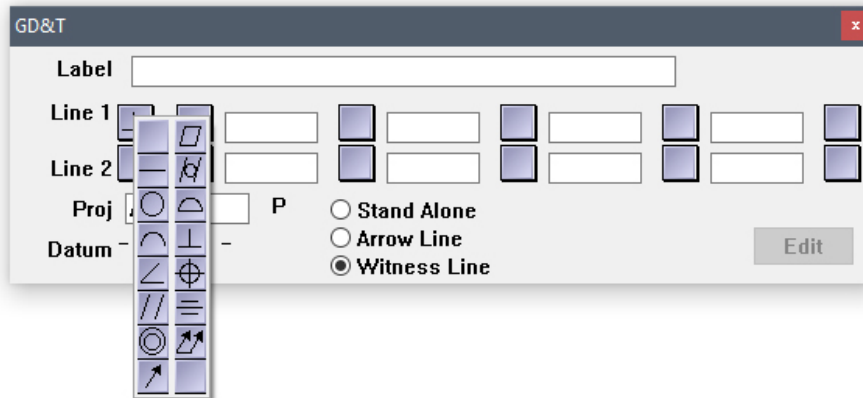 GD&T
Label
Line 1
Line 2
Proj
P
Stand Alone
Datum
Arrow Line
Witness Line
Edit